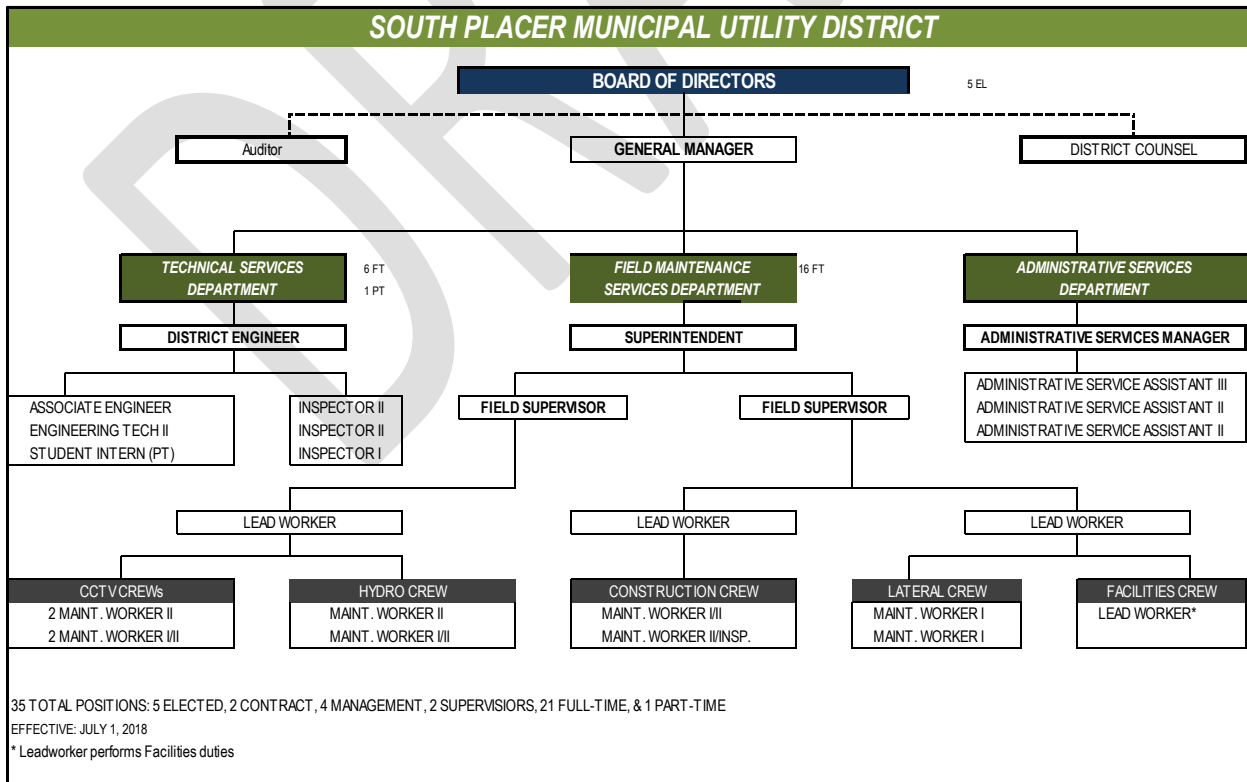 SOUTH PLACER MUNICIPAL UTILITY DISTRICT
BOARD OF DIRECTORS
5 EL
Auditor
GENERAL MANAGER
DISTRICT COUNSEL
TECHNICAL SERVICES
DEPARTMENT
6 FT
1 PT
FIELD MAINTENANCE
SERVICES DEPARTMENT
16 FT
ADMINISTRATIVE SERVICES
DEPARTMENT
DISTRICT ENGINEER
SUPERINTENDENT
ADMINISTRATIVE SERVICES MANAGER
ASSOCIATE ENGINEER
ENGINEERING TECH II
STUDENT INTERN (PT)
INSPECTOR II
INSPECTOR II
INSPECTOR I
FIELD SUPERVISOR
FIELD SUPERVISOR
ADMINISTRATIVE SERVICE ASSISTANT III
ADMINISTRATIVE SERVICE ASSISTANT II
ADMINISTRATIVE SERVICE ASSISTANT II
LEAD WORKER
LEAD WORKER
LEAD WORKER
CCTV CREWs
2 MAINT. WORKER II
2 MAINT. WORKER I/II
HYDRO CREW
MAINT. WORKER II
MAINT. WORKER I/II
CONSTRUCTION CREW
MAINT. WORKER I/II
MAINT. WORKER II/INSP.
LATERAL CREW
MAINT. WORKER I
MAINT. WORKER I
FACILITIES CREW
LEAD WORKER*
35 TOTAL POSITIONS: 5 ELECTED, 2 CONTRACT, 4 MANAGEMENT, 2 SUPERVISIORS, 21 FULL-TIME, & 1 PART-TIME
EFFECTIVE: JULY 1, 2018
* Leadworker performs Facilities duties